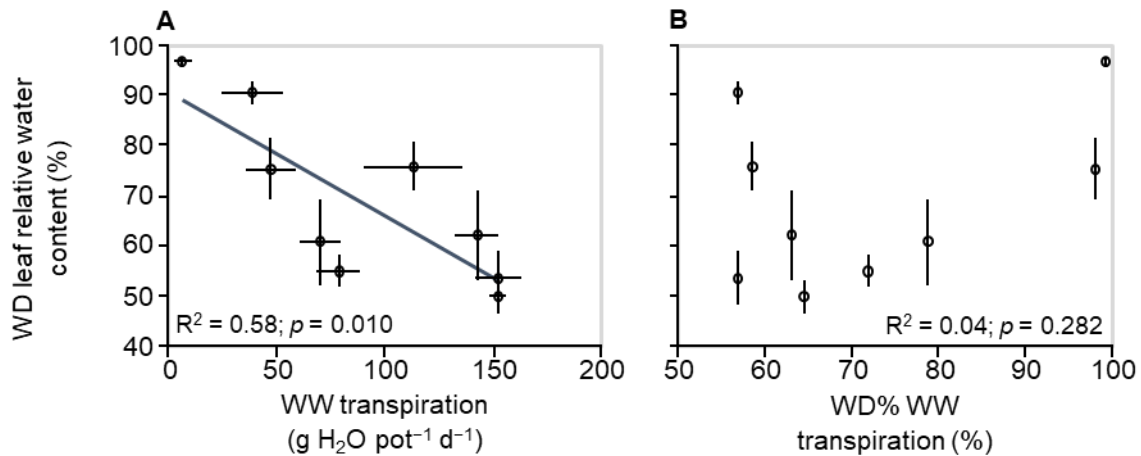 A
WD leaf relative water
content (%)
100
90
80
70
60
50
40
R² = 0.58; p = 0.010
0
50
100
150
200
WW transpiration
(g H₂O pot⁻¹ d⁻¹)
B
R² = 0.04; p = 0.282
50
60
70
80
90
100
WD% WW
transpiration (%)